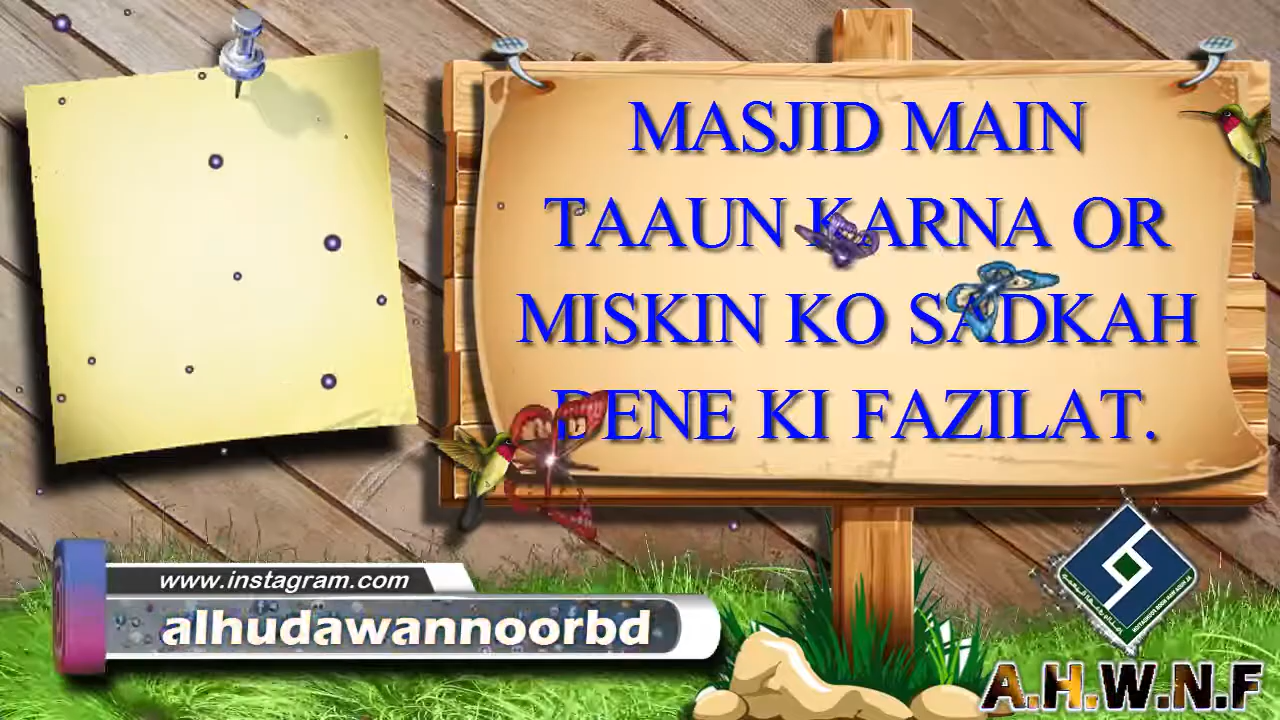 MASJID MAIN
TAAUN KARNA OR
MISKIN KO SADKAH
DENE KI FAZILAT.
www.instagram.com
alhudawannoorbd
A.H.W.N.F